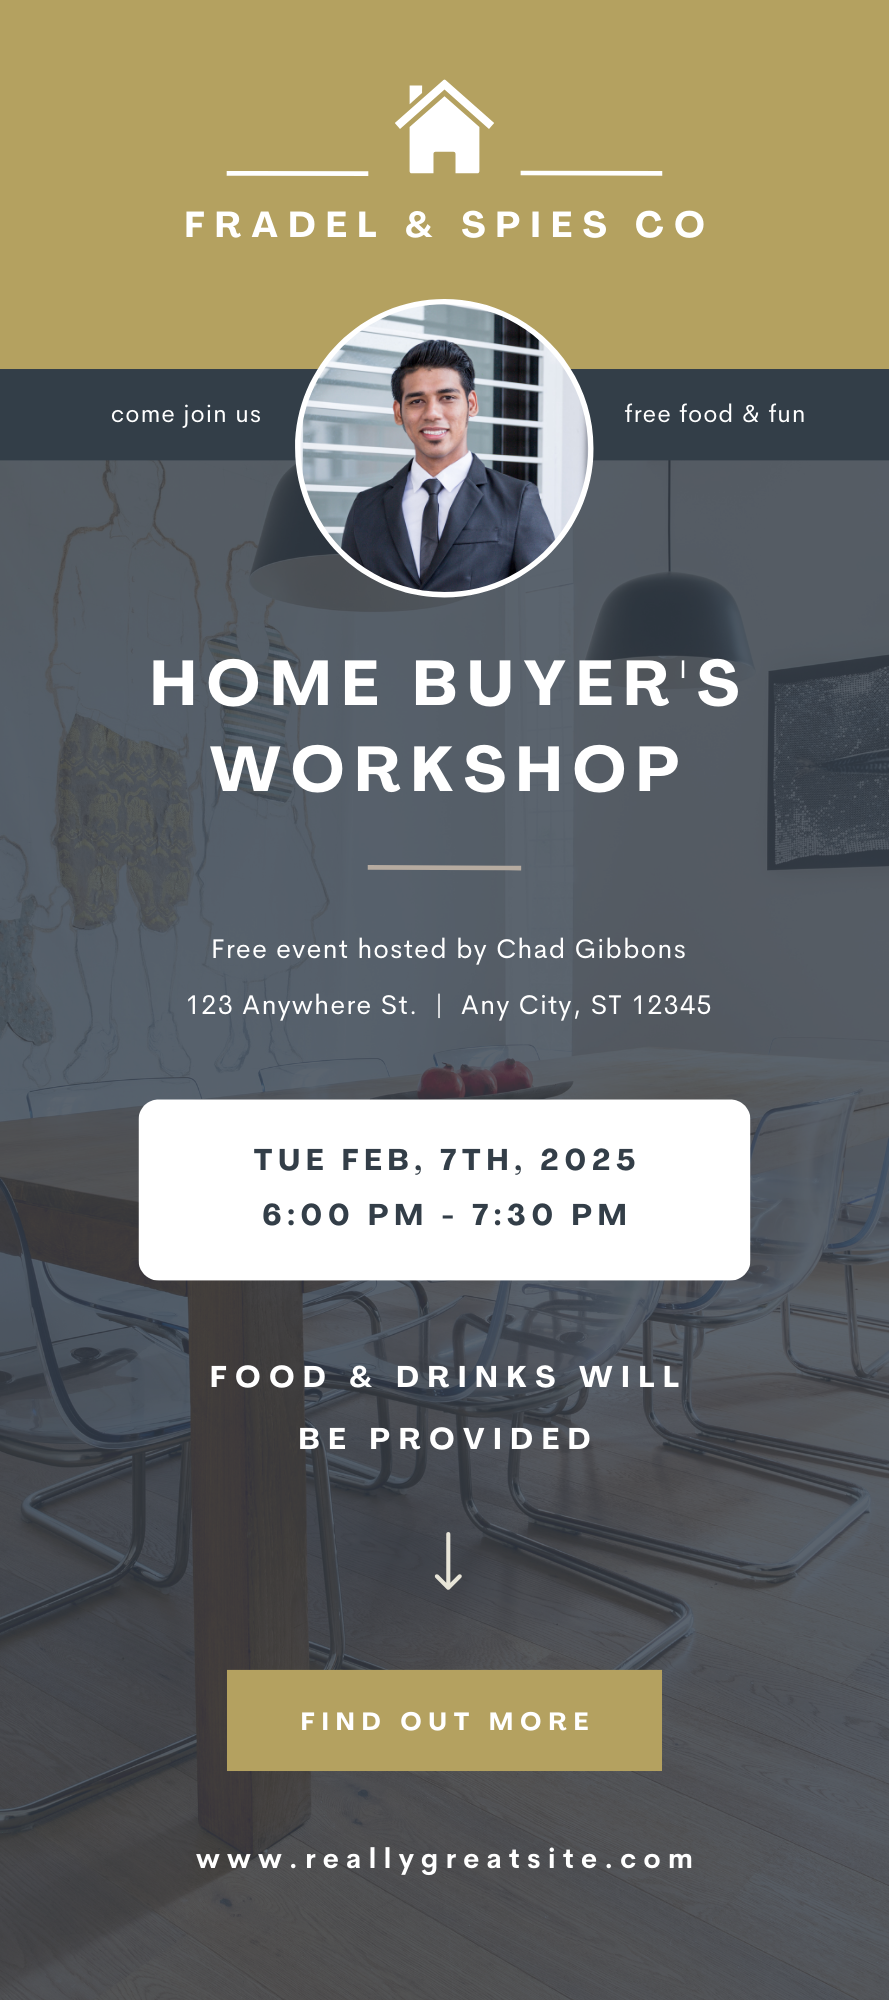 FRADEL & SPIES CO
come join us
free food & fun
HOME BUYER'S
WORKSHOP
Free event hosted by Chad Gibbons
123 Anywhere St. | Any City, ST 12345
TUE FEB, 7TH, 2025
6:00 PM - 7:30 PM
FOOD & DRINKS WILL
BE PROVIDED
FIND OUT MORE
www.reallygreatsite.com